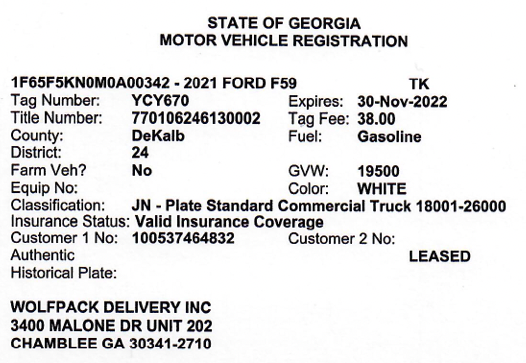 STATE OF GEORGIA
MOTOR VEHICLE REGISTRATION
1F65F5KN0M0A00342 - 2021 FORD F59 TK
Tag Number: YCY670 Expires: 30-Nov-2022
Title Number: 770106246130002 Tag Fee: 38.00
County: DeKalb Fuel: Gasoline
District: 24
Farm Veh? No GVW: 19500
Equip No: Color: WHITE
Classification: JN - Plate Standard Commercial Truck 18001-26000
Insurance Status: Valid Insurance Coverage
Customer 1 No: 100537464832 Customer 2 No:
Authentic LEASED
Historical Plate:
WOLFPACK DELIVERY INC
3400 MALONE DR UNIT 202
CHAMBLEE GA 30341-2710